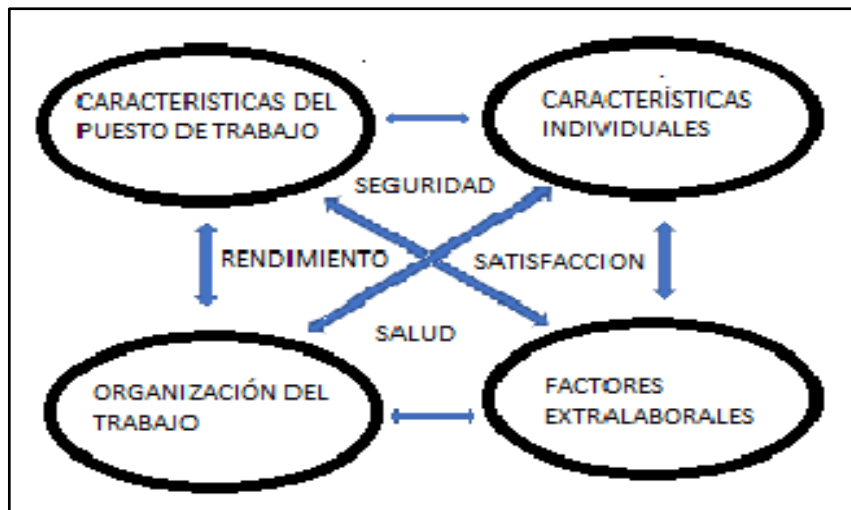 CARACTERISTICAS DEL
PUESTO DE TRABAJO
CARACTERÍSTICAS
INDIVIDUALES
SEGURIDAD
RENDIMIENTO
SATISFACCION
SALUD
ORGANIZACIÓN DEL
TRABAJO
FACTORES
EXTRALABORALES